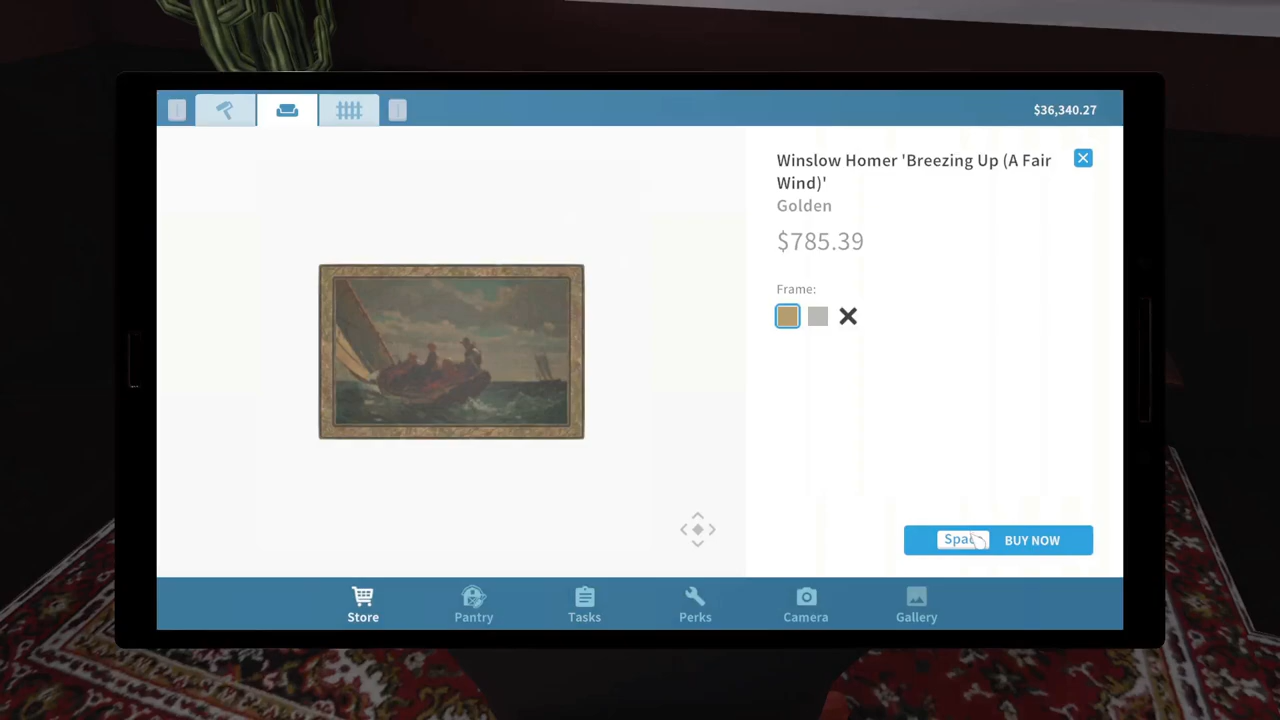 $36,340.27
Winslow Homer 'Breezing Up (A Fair
Wind)'
Golden
$785.39
Frame:
BUY NOW
Store
Pantry
Tasks
Perks
Camera
Gallery